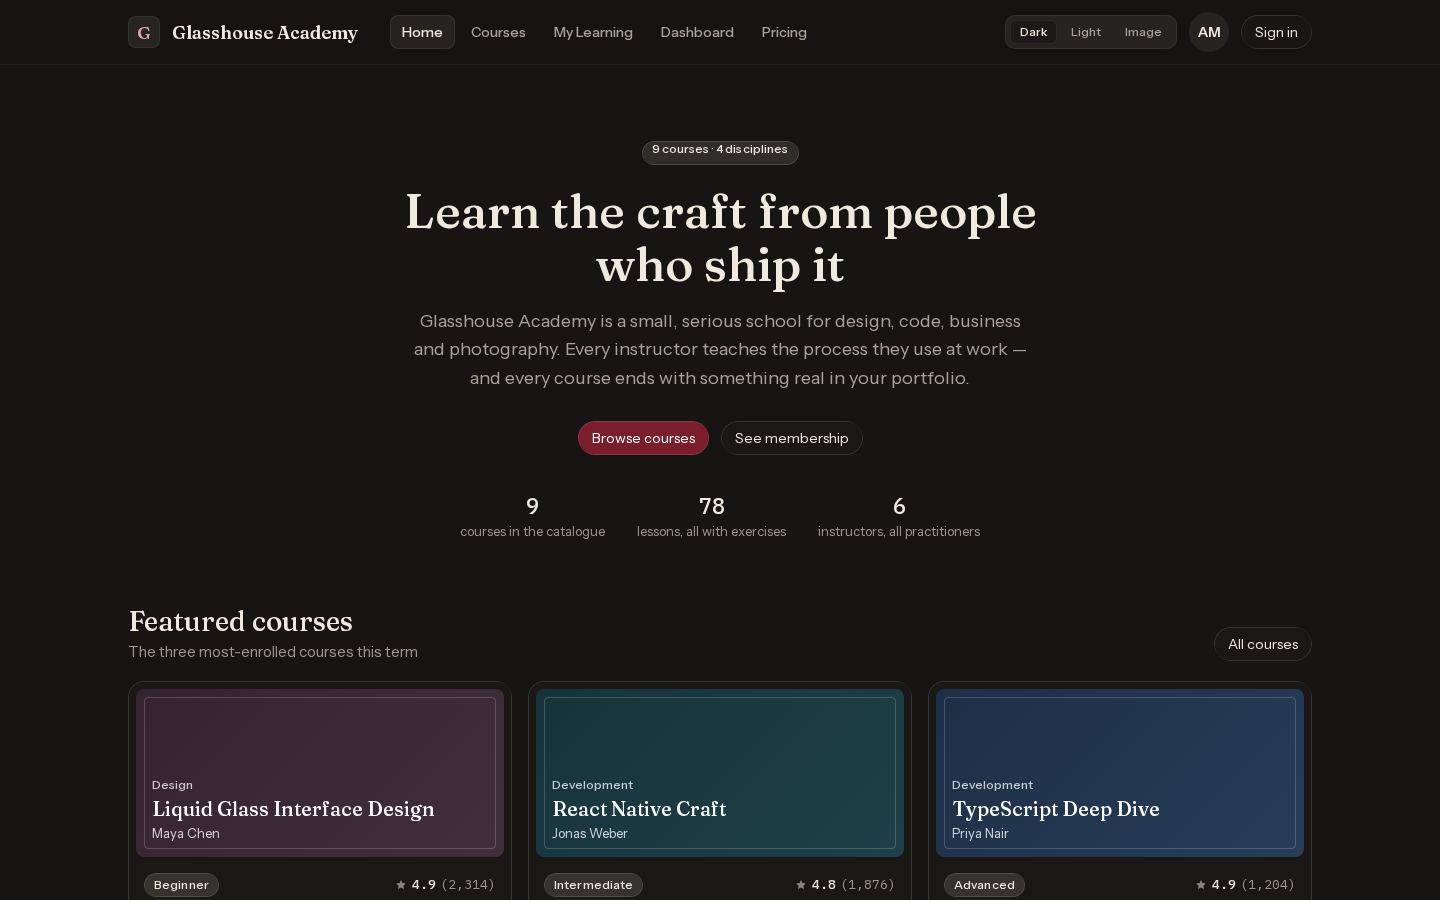 G
Glasshouse Academy
Home
Courses
My Learning
Dashboard
Pricing
Dark
Light
Image
AM
Sign in
9 courses · 4 disciplines
Learn the craft from people
who ship it
Glasshouse Academy is a small, serious school for design, code, business
and photography. Every instructor teaches the process they use at work —
and every course ends with something real in your portfolio.
Browse courses
See membership
9
courses in the catalogue
78
lessons, all with exercises
6
instructors, all practitioners
Featured courses
The three most-enrolled courses this term
All courses
Design
Liquid Glass Interface Design
Maya Chen
Beginner
★ 4.9 (2,314)
Development
React Native Craft
Jonas Weber
Intermediate
★ 4.8 (1,876)
Development
TypeScript Deep Dive
Priya Nair
Advanced
★ 4.9 (1,204)